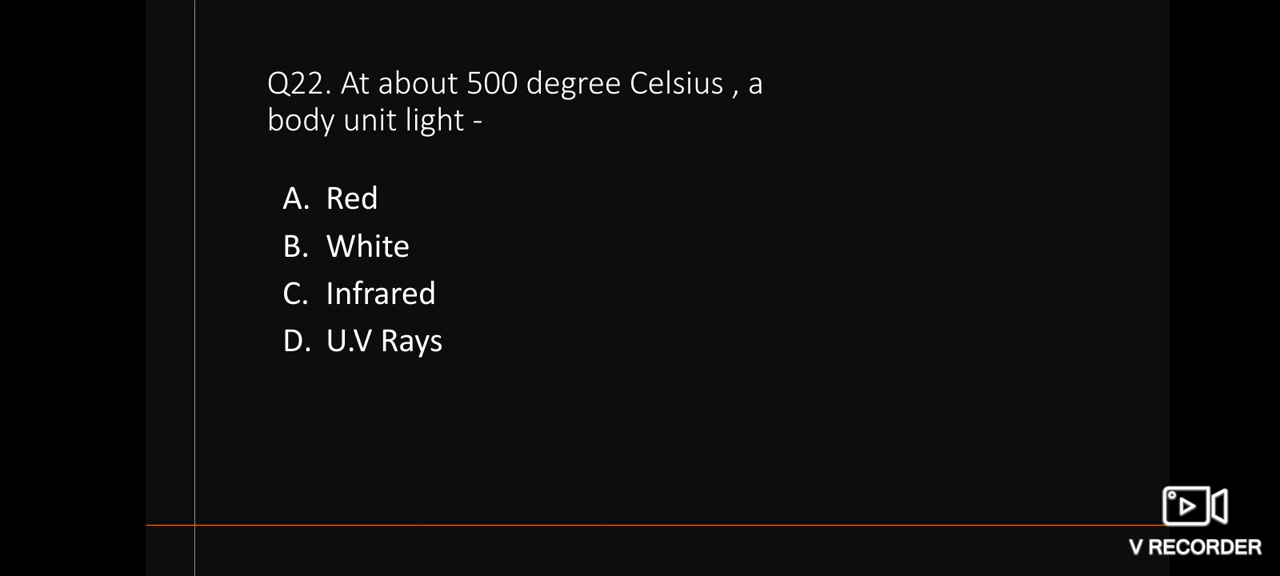 Q22. At about 500 degree Celsius , a
body unit light -
A. Red
B. White
C. Infrared
D. U.V Rays
V RECORDER